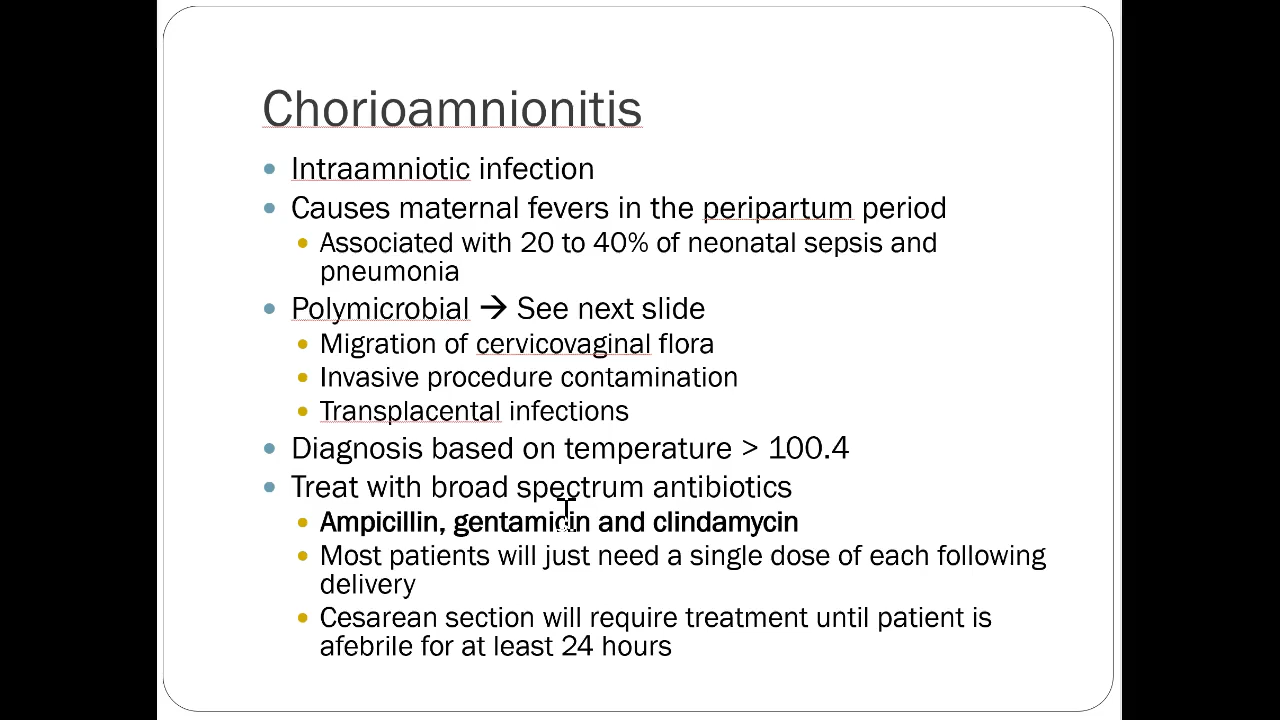 Chorioamnionitis
Intraamniotic infection
Causes maternal fevers in the peripartum period
Associated with 20 to 40% of neonatal sepsis and
pneumonia
Polymicrobial → See next slide
Migration of cervicovaginal flora
Invasive procedure contamination
Transplacental infections
Diagnosis based on temperature > 100.4
Treat with broad spectrum antibiotics
Ampicillin, gentamicin and clindamycin
Most patients will just need a single dose of each following
delivery
Cesarean section will require treatment until patient is
afebrile for at least 24 hours